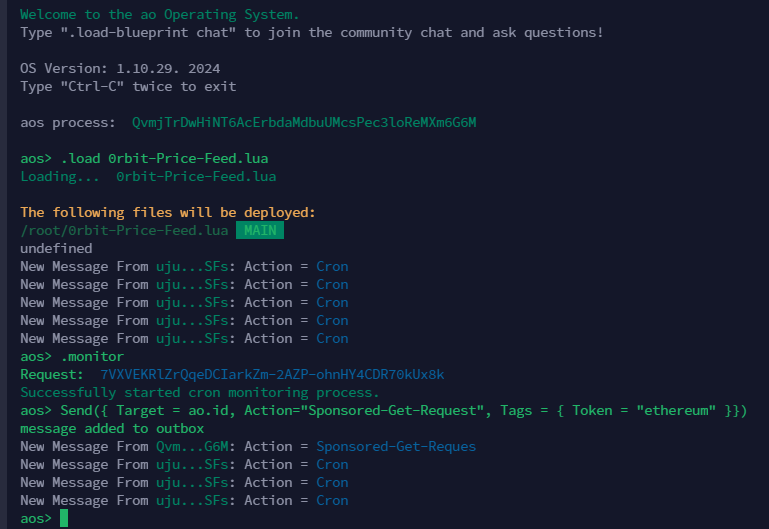 Welcome to the ao Operating System.
Type ".load-blueprint chat" to join the community chat and ask questions!
OS Version: 1.10.29. 2024
Type "Ctrl-C" twice to exit
aos process:  QvmjTrDwHiNT6AcErbdaMdbuUMcsPec3loReMXm6G6M
aos> .load 0rbit-Price-Feed.lua
Loading...  0rbit-Price-Feed.lua
The following files will be deployed:
/root/0rbit-Price-Feed.lua  MAIN
undefined
New Message From uju...SFs: Action = Cron
New Message From uju...SFs: Action = Cron
New Message From uju...SFs: Action = Cron
New Message From uju...SFs: Action = Cron
New Message From uju...SFs: Action = Cron
aos> .monitor
Request:  7VXVEKRlZrQqeDCIarkZm-2AZP-ohnHY4CDR70kUx8k
Successfully started cron monitoring process.
aos> Send({ Target = ao.id, Action="Sponsored-Get-Request", Tags = { Token = "ethereum" }})
message added to outbox
New Message From Qvm...G6M: Action = Sponsored-Get-Reques
New Message From uju...SFs: Action = Cron
New Message From uju...SFs: Action = Cron
New Message From uju...SFs: Action = Cron
aos>